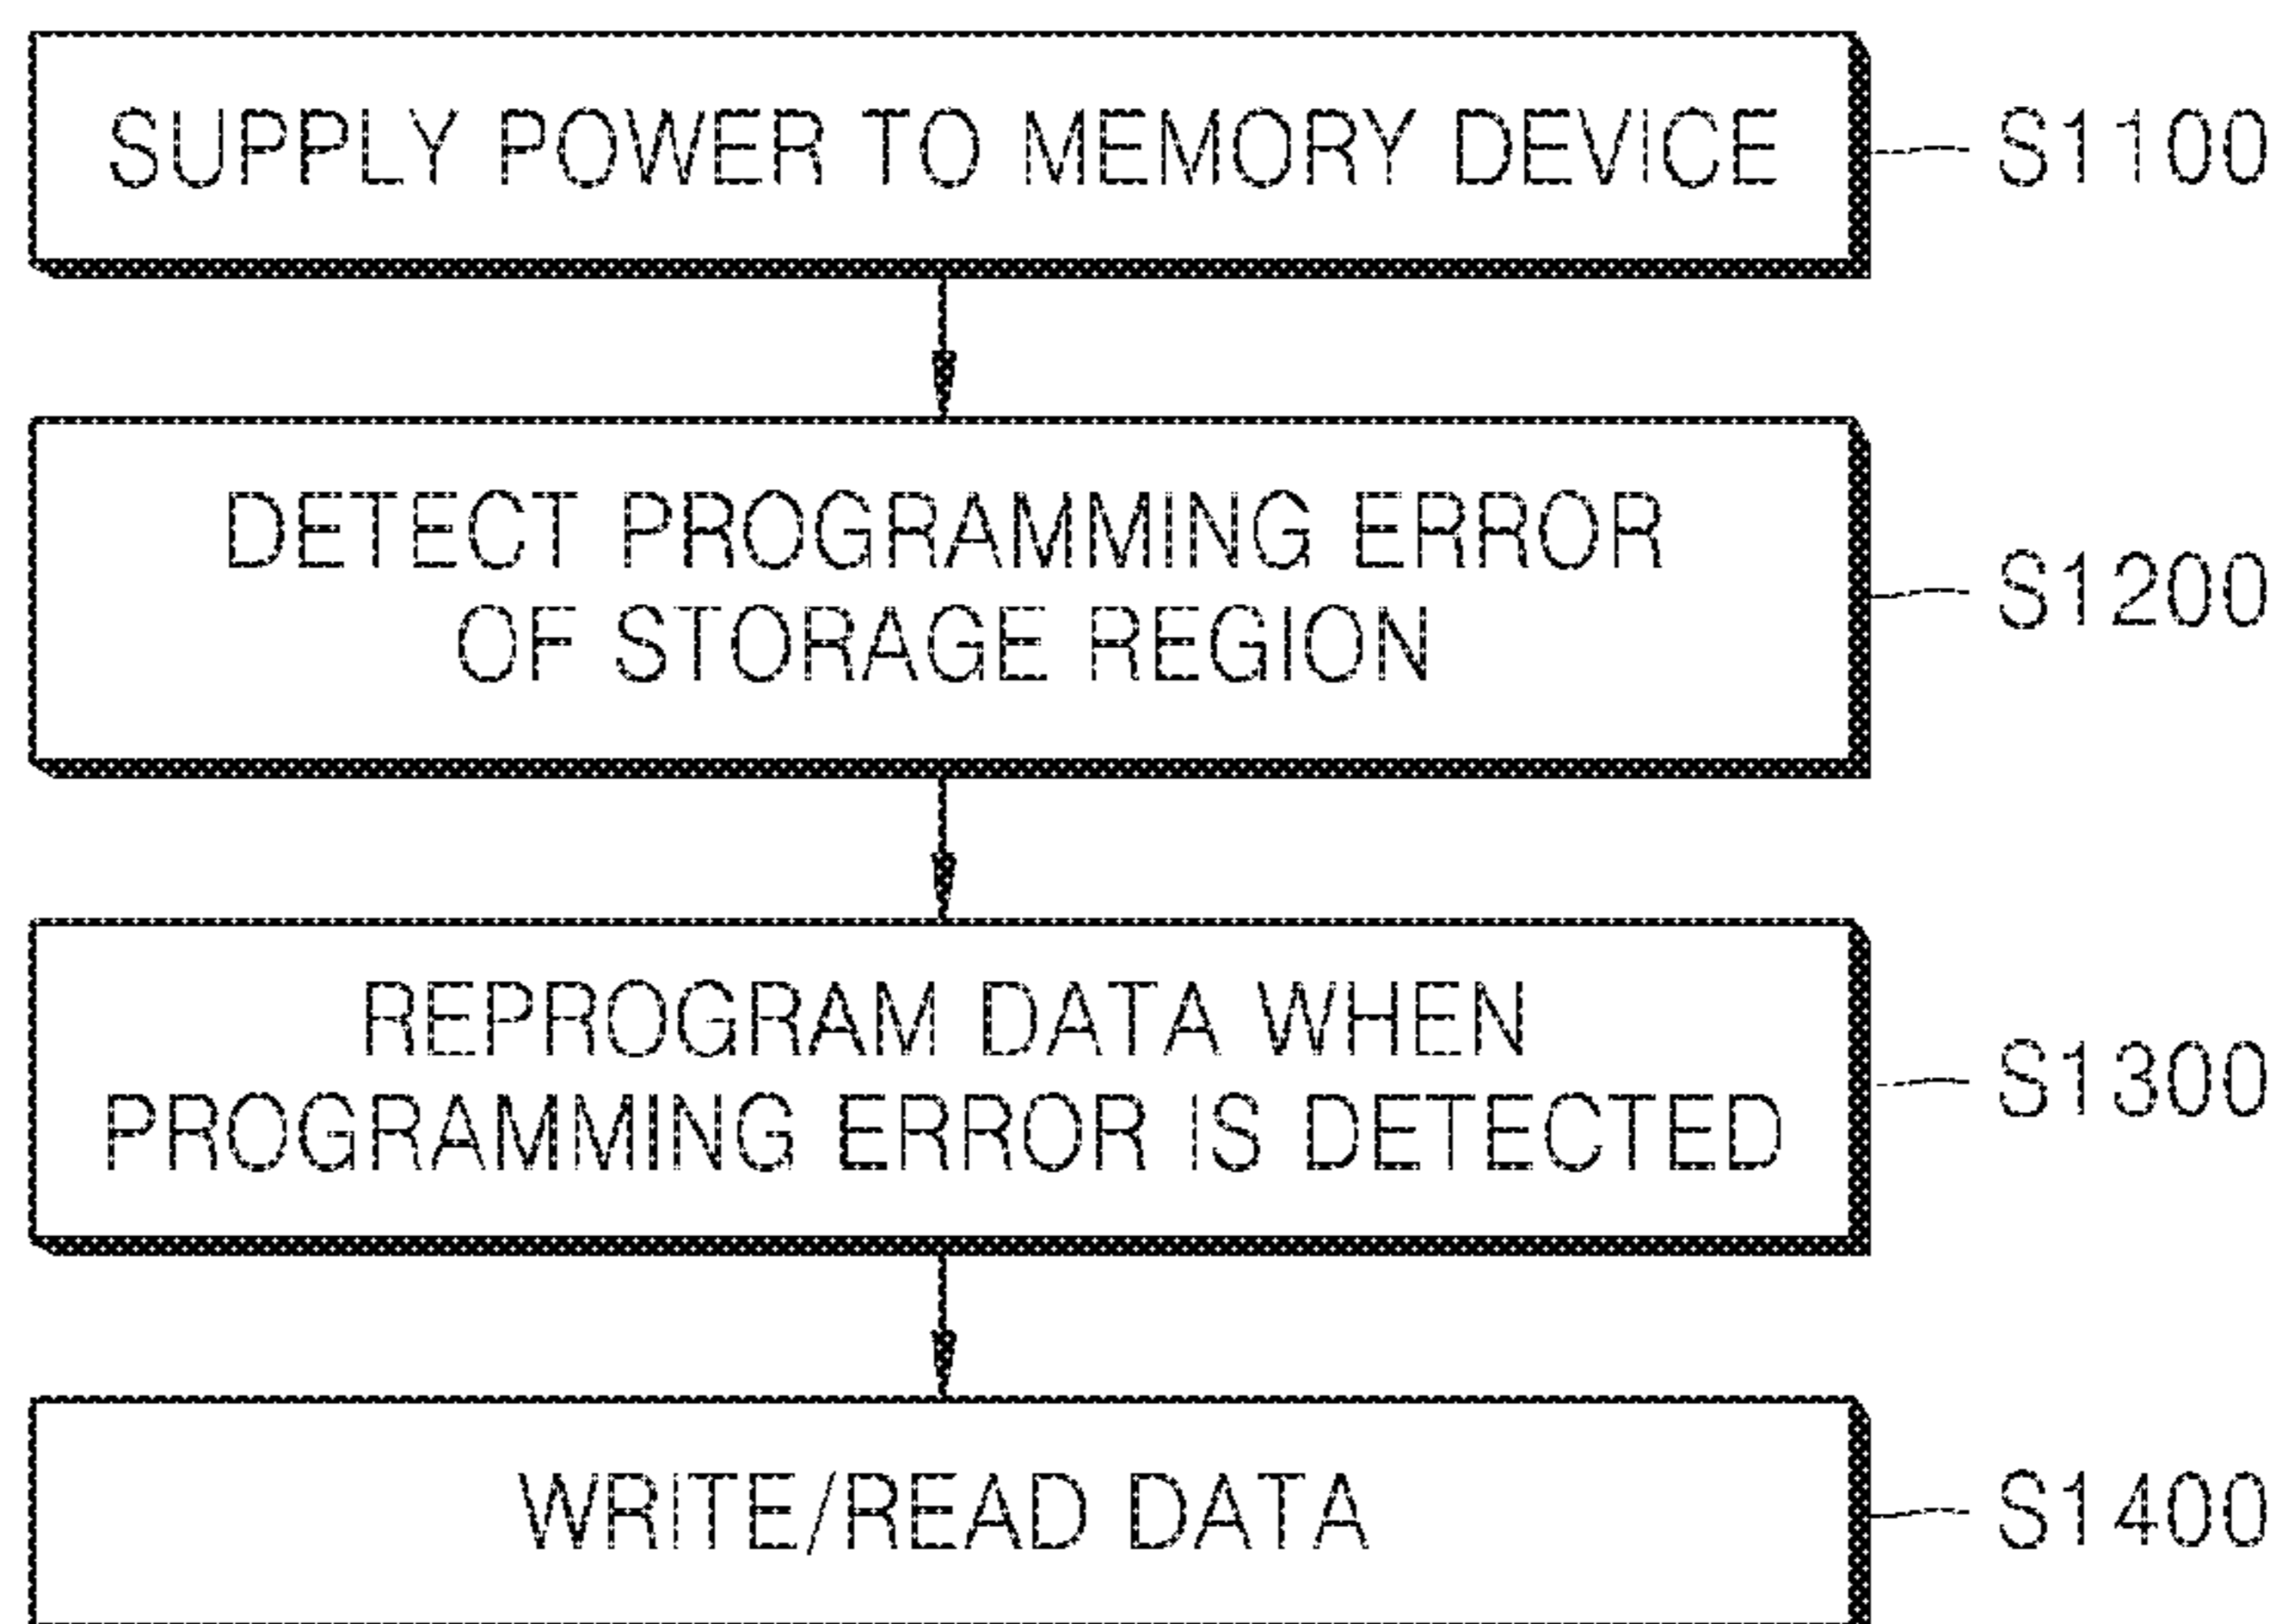 SUPPLY POWER TO MEMORY DEVICE
S1100
DETECT PROGRAMMING ERROR
OF STORAGE REGION
S1200
REPROGRAM DATA WHEN
PROGRAMMING ERROR IS DETECTED
S1300
WRITE/READ DATA
S1400